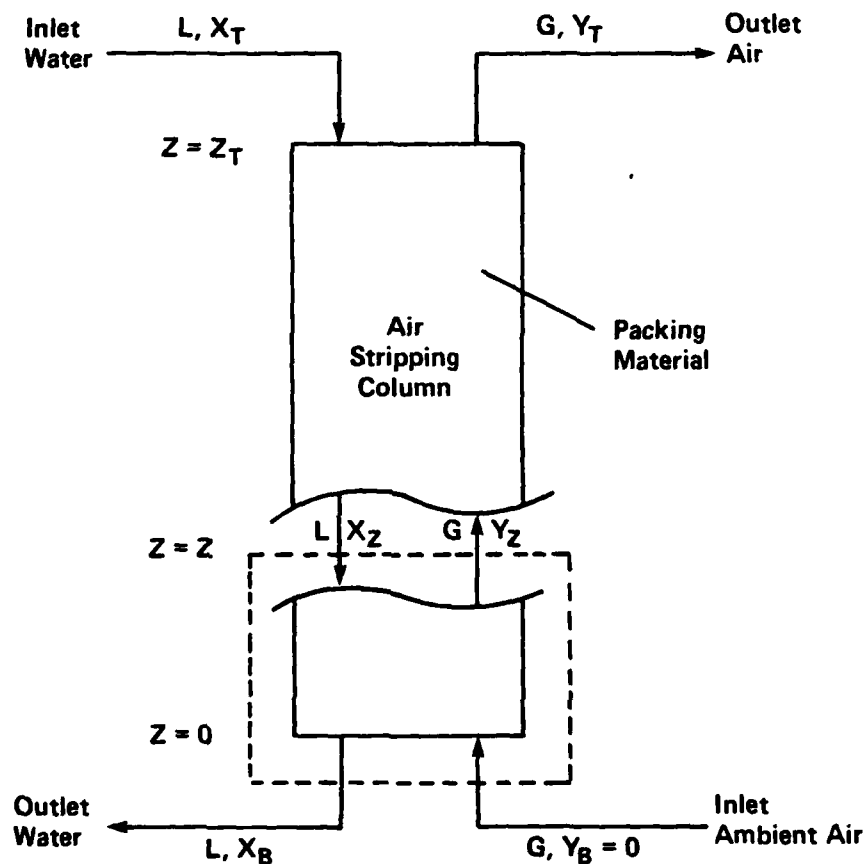 Inlet
Water
L, X_T
G, Y_T
Outlet
Air
Z = Z_T
Air
Stripping
Column
Packing
Material
L X_Z G Y_Z
Z = Z
Z = 0
Outlet
Water
L, X_B
G, Y_B = 0
Inlet
Ambient Air